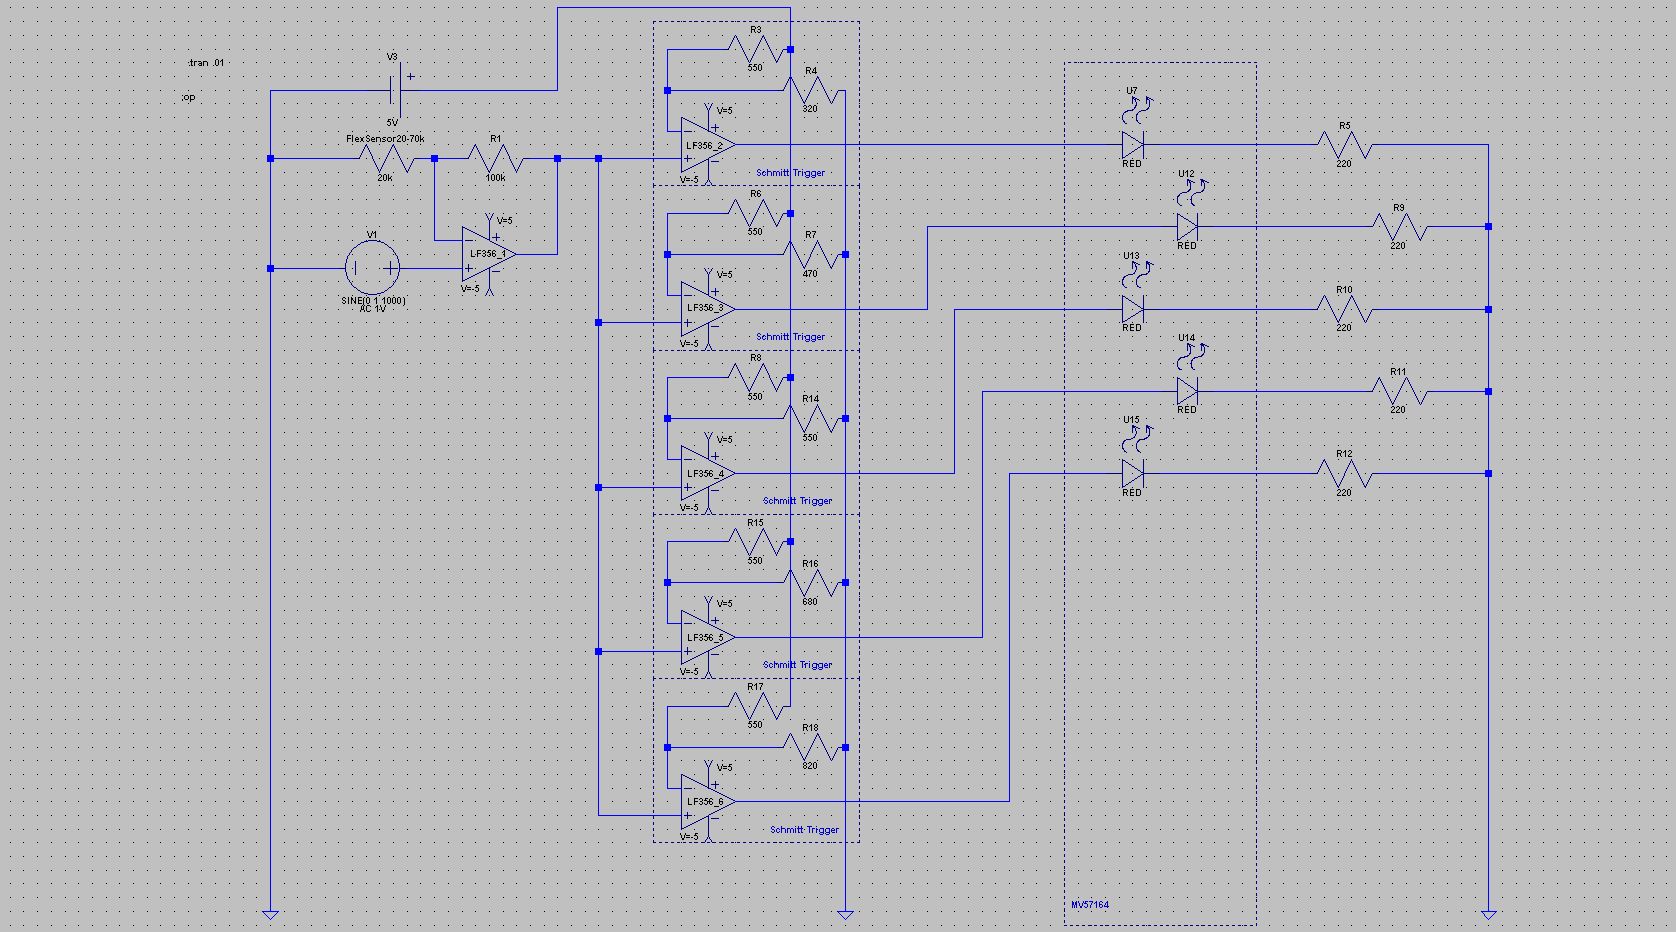 .tran .01
;op
V3
5V
FlexSensor20-70k
20k
R1
100k
V=5
LF356_1
V=-5
V1
SINE(0 1 1000)
AC 1V
R3
550
R4
320
V=5
LF356_2
V=-5
Schmitt Trigger
R6
550
R7
470
V=5
LF356_3
V=-5
Schmitt Trigger
R8
550
R14
550
V=5
LF356_4
V=-5
Schmitt Trigger
R15
550
R16
680
V=5
LF356_5
V=-5
Schmitt Trigger
R17
550
R18
820
V=5
LF356_6
V=-5
Schmitt Trigger
U7
RED
R5
220
U12
RED
R9
220
U13
RED
R10
220
U14
RED
R11
220
U15
RED
R12
220
MV57164